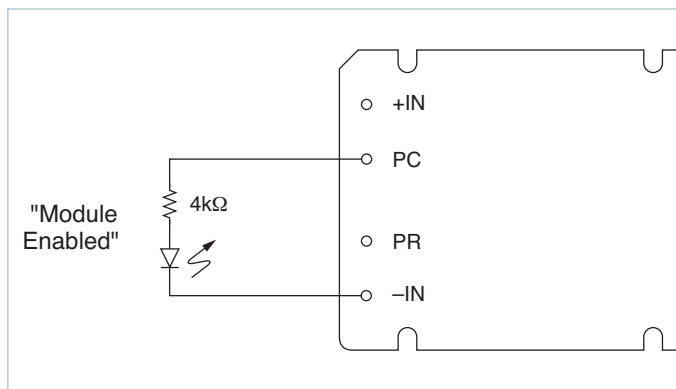 +IN
PC
4kΩ
"Module
Enabled"
PR
–IN